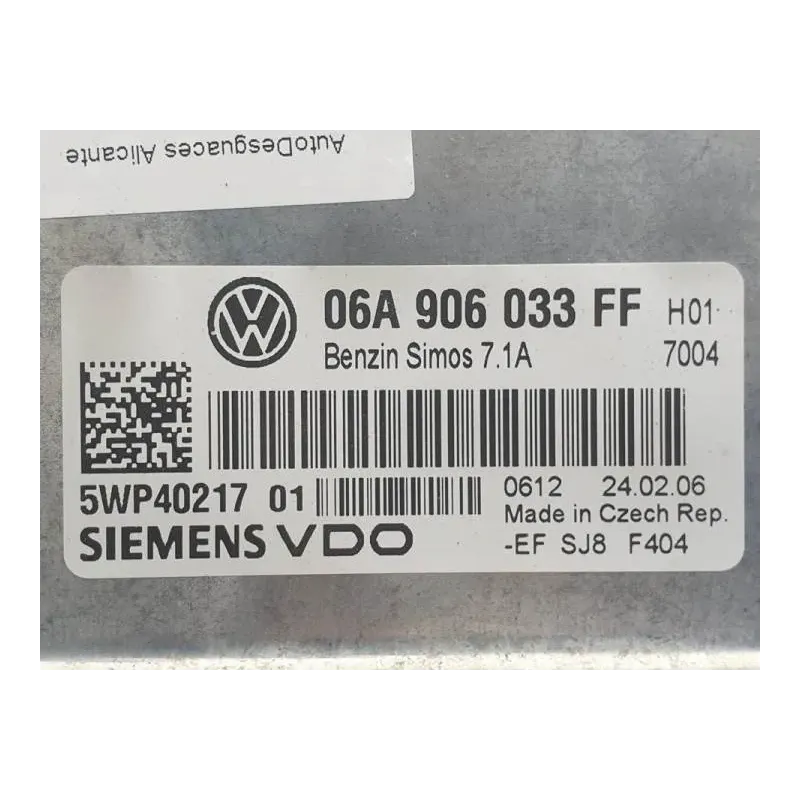 AutoDesguaces Alicante
06A 906 033 FF H01
Benzin Simos 7.1A 7004
5WP40217 01
0612 24.02.06
Made in Czech Rep.
SIEMENS VDO
-EF SJ8 F404